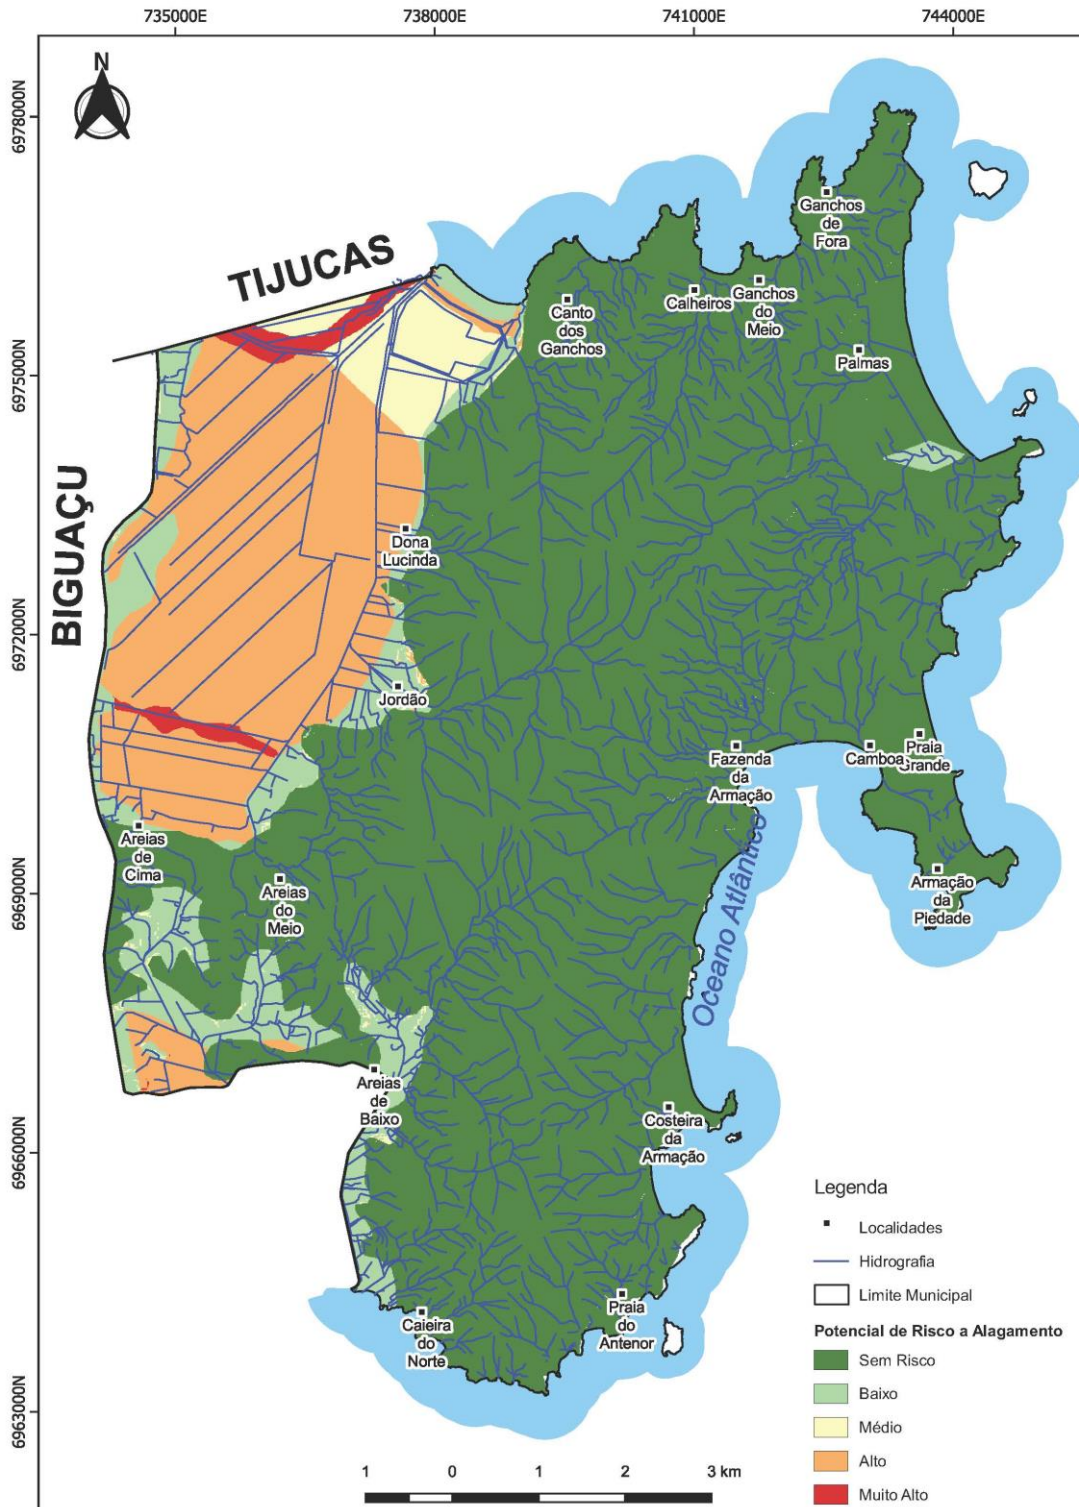 735000E
738000E
741000E
744000E
6978000N
6975000N
6972000N
6969000N
6966000N
6963000N
N
TIJUCAS
BIGUAÇU
Ganchos
de
Fora
Canto
dos
Ganchos
Calheiros
Ganchos
do
Meio
Palmas
Dona
Lucinda
Jordão
Fazenda
da
Armação
Camboa
Praia
Grande
Areias
de
Cima
Areias
do
Meio
Armação
da
Piedade
Oceano Atlântico
Areias
de
Baixo
Costeira
da
Armação
Caieira
do
Norte
Praia
do
Antenor
Legenda
Localidades
Hidrografia
Limite Municipal
Potencial de Risco a Alagamento
Sem Risco
Baixo
Médio
Alto
Muito Alto
1 0 1 2 3 km